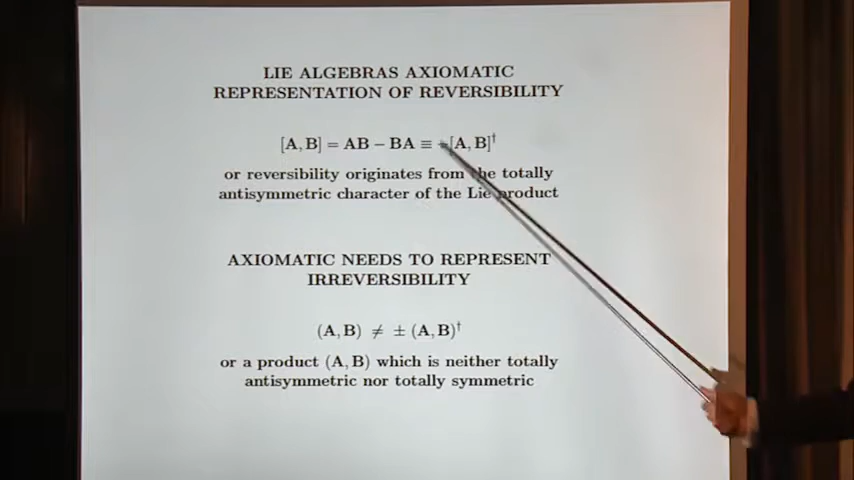 LIE ALGEBRAS AXIOMATIC
REPRESENTATION OF REVERSIBILITY
[A, B] = AB − BA ≡ −[A, B]†
or reversibility originates from the totally
antisymmetric character of the Lie product
AXIOMATIC NEEDS TO REPRESENT
IRREVERSIBILITY
(A, B) ≠ ± (A, B)†
or a product (A, B) which is neither totally
antisymmetric nor totally symmetric